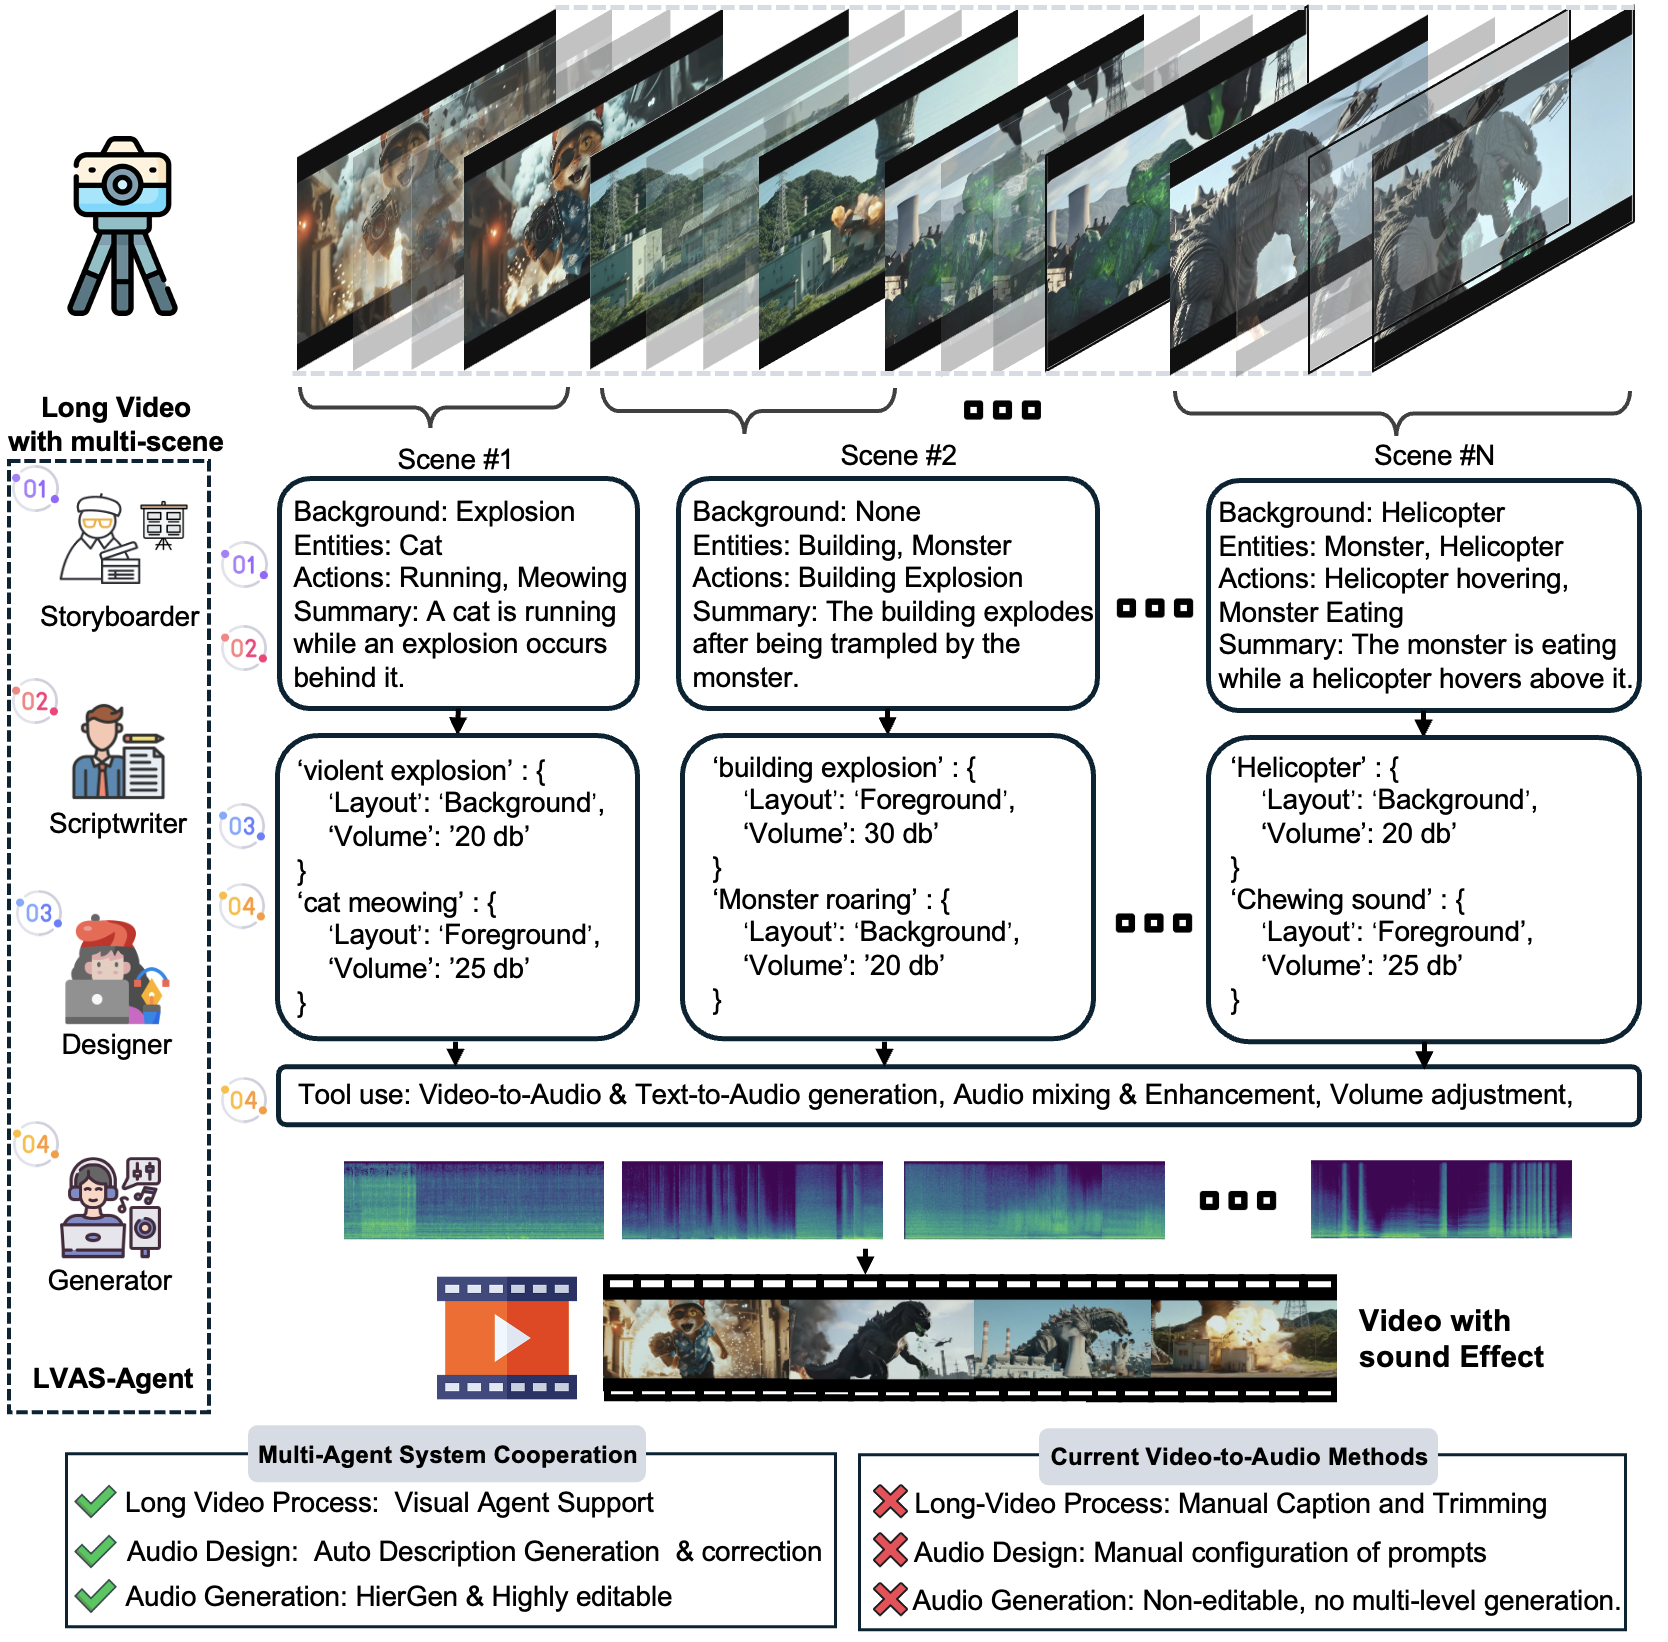 Long Video
with multi-scene
01
Storyboarder
02
Scriptwriter
03
Designer
04
Generator
LVAS-Agent
Scene #1
Scene #2
Scene #N
01
02
Background: Explosion
Entities: Cat
Actions: Running, Meowing
Summary: A cat is running
while an explosion occurs
behind it.
Background: None
Entities: Building, Monster
Actions: Building Explosion
Summary: The building explodes
after being trampled by the
monster.
Background: Helicopter
Entities: Monster, Helicopter
Actions: Helicopter hovering,
Monster Eating
Summary: The monster is eating
while a helicopter hovers above it.
03
04
‘violent explosion’ : {
‘Layout’: ‘Background’,
‘Volume’: ’20 db’
}
‘cat meowing’ : {
‘Layout’: ‘Foreground’,
‘Volume’: ’25 db’
}
‘building explosion’ : {
‘Layout’: ‘Foreground’,
‘Volume’: 30 db’
}
‘Monster roaring’ : {
‘Layout’: ‘Background’,
‘Volume’: ’20 db’
}
‘Helicopter’ : {
‘Layout’: ‘Background’,
‘Volume’: 20 db’
}
‘Chewing sound’ : {
‘Layout’: ‘Foreground’,
‘Volume’: ’25 db’
}
04
Tool use: Video-to-Audio & Text-to-Audio generation, Audio mixing & Enhancement, Volume adjustment,
Video with
sound Effect
Multi-Agent System Cooperation
Long Video Process: Visual Agent Support
Audio Design: Auto Description Generation & correction
Audio Generation: HierGen & Highly editable
Current Video-to-Audio Methods
Long-Video Process: Manual Caption and Trimming
Audio Design: Manual configuration of prompts
Audio Generation: Non-editable, no multi-level generation.